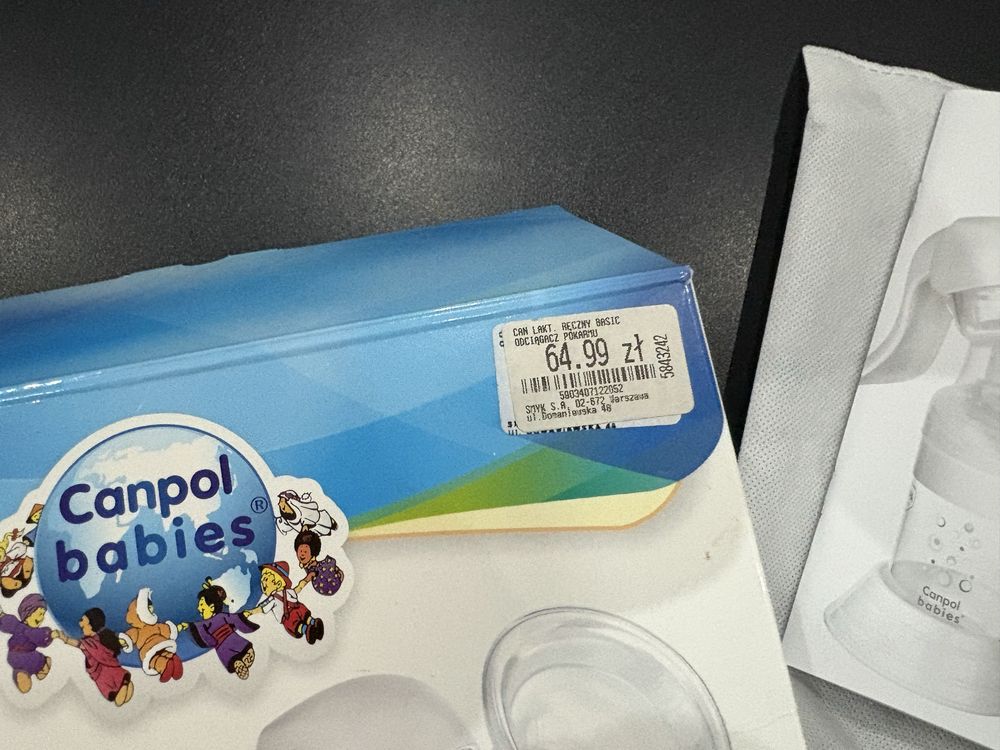 CAN LAKT. RĘCZNY BASIC
ODCIĄGACZ POKARMU
64.99 zł
5843242
5903407122052
SMYK S.A. 02-672 Warszawa
ul.Domaniewska 48
Canpol
babies®
Canpol
babies®